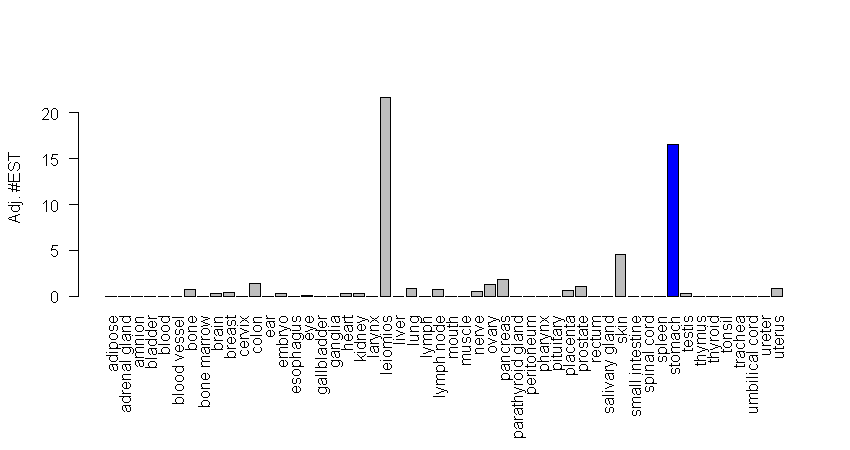 Adj. #EST
20
15
10
5
0
adipose
adrenal gland
amnion
bladder
blood
blood vessel
bone
bone marrow
brain
breast
cervix
colon
ear
embryo
esophagus
eye
gallbladder
ganglia
heart
kidney
larynx
leiomios
liver
lung
lymph
lymph node
mouth
muscle
nerve
ovary
pancreas
parathyroid gland
peritoneum
pharynx
pituitary
placenta
prostate
rectum
salivary gland
skin
small intestine
spinal cord
spleen
stomach
testis
thymus
thyroid
tonsil
trachea
umbilical cord
ureter
uterus